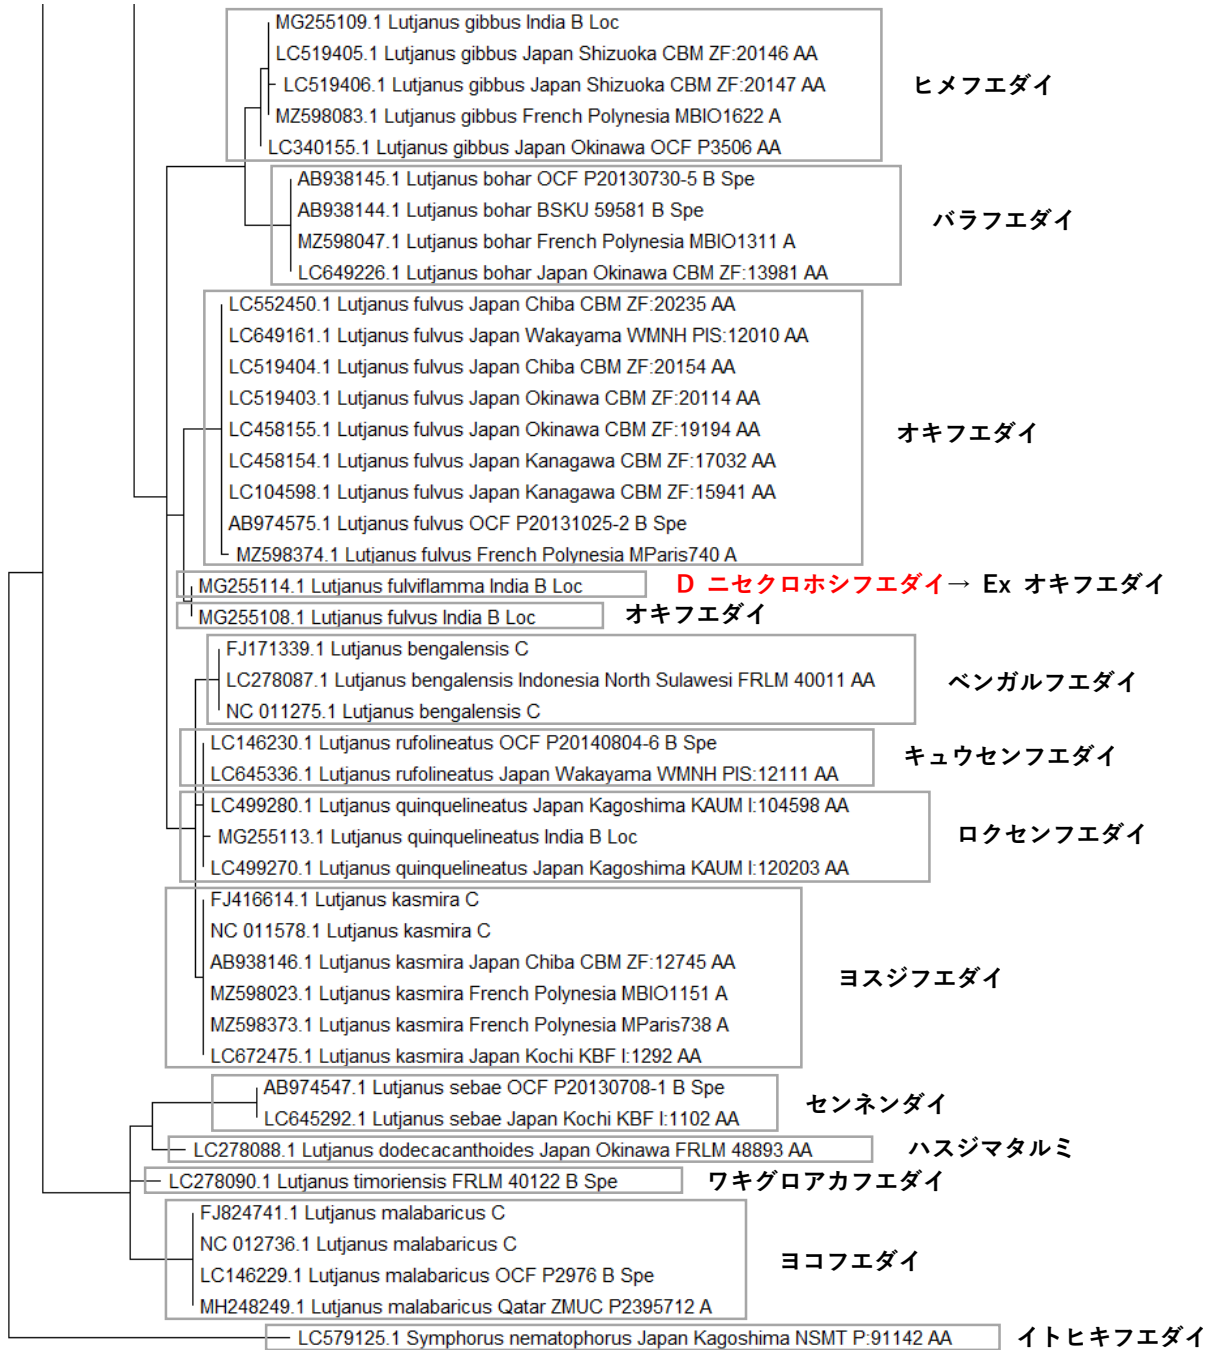 MG255109.1 Lutjanus gibbus India B Loc
LC519405.1 Lutjanus gibbus Japan Shizuoka CBM ZF:20146 AA
LC519406.1 Lutjanus gibbus Japan Shizuoka CBM ZF:20147 AA
ヒメフエダイ
MZ598083.1 Lutjanus gibbus French Polynesia MBIO1622 A
LC340155.1 Lutjanus gibbus Japan Okinawa OCF P3506 AA
AB938145.1 Lutjanus bohar OCF P20130730-5 B Spe
AB938144.1 Lutjanus bohar BSKU 59581 B Spe
バラフエダイ
MZ598047.1 Lutjanus bohar French Polynesia MBIO1311 A
LC649226.1 Lutjanus bohar Japan Okinawa CBM ZF:13981 AA
LC552450.1 Lutjanus fulvus Japan Chiba CBM ZF:20235 AA
LC649161.1 Lutjanus fulvus Japan Wakayama WMNH PIS:12010 AA
LC519404.1 Lutjanus fulvus Japan Chiba CBM ZF:20154 AA
LC519403.1 Lutjanus fulvus Japan Okinawa CBM ZF:20114 AA
LC458155.1 Lutjanus fulvus Japan Okinawa CBM ZF:19194 AA
オキフエダイ
LC458154.1 Lutjanus fulvus Japan Kanagawa CBM ZF:17032 AA
LC104598.1 Lutjanus fulvus Japan Kanagawa CBM ZF:15941 AA
AB974575.1 Lutjanus fulvus OCF P20131025-2 B Spe
MZ598374.1 Lutjanus fulvus French Polynesia MParis740 A
MG255114.1 Lutjanus fulviflamma India B Loc
D ニセクロホシフエダイ→ Ex オキフエダイ
MG255108.1 Lutjanus fulvus India B Loc
オキフエダイ
FJ171339.1 Lutjanus bengalensis C
LC278087.1 Lutjanus bengalensis Indonesia North Sulawesi FRLM 40011 AA
ベンガルフエダイ
NC 011275.1 Lutjanus bengalensis C
LC146230.1 Lutjanus rufolineatus OCF P20140804-6 B Spe
キュウセンフエダイ
LC645336.1 Lutjanus rufolineatus Japan Wakayama WMNH PIS:12111 AA
LC499280.1 Lutjanus quinquelineatus Japan Kagoshima KAUM I:104598 AA
MG255113.1 Lutjanus quinquelineatus India B Loc
ロクセンフエダイ
LC499270.1 Lutjanus quinquelineatus Japan Kagoshima KAUM I:120203 AA
FJ416614.1 Lutjanus kasmira C
NC 011578.1 Lutjanus kasmira C
AB938146.1 Lutjanus kasmira Japan Chiba CBM ZF:12745 AA
ヨスジフエダイ
MZ598023.1 Lutjanus kasmira French Polynesia MBIO1151 A
MZ598373.1 Lutjanus kasmira French Polynesia MParis738 A
LC672475.1 Lutjanus kasmira Japan Kochi KBF I:1292 AA
AB974547.1 Lutjanus sebae OCF P20130708-1 B Spe
センネンダイ
LC645292.1 Lutjanus sebae Japan Kochi KBF I:1102 AA
LC278088.1 Lutjanus dodecacanthoides Japan Okinawa FRLM 48893 AA
ハスジマタルミ
LC278090.1 Lutjanus timoriensis FRLM 40122 B Spe
ワキグロアカフエダイ
FJ824741.1 Lutjanus malabaricus C
NC 012736.1 Lutjanus malabaricus C
ヨコフエダイ
LC146229.1 Lutjanus malabaricus OCF P2976 B Spe
MH248249.1 Lutjanus malabaricus Qatar ZMUC P2395712 A
LC579125.1 Symphorus nematophorus Japan Kagoshima NSMT P:91142 AA
イトヒキフエダイ